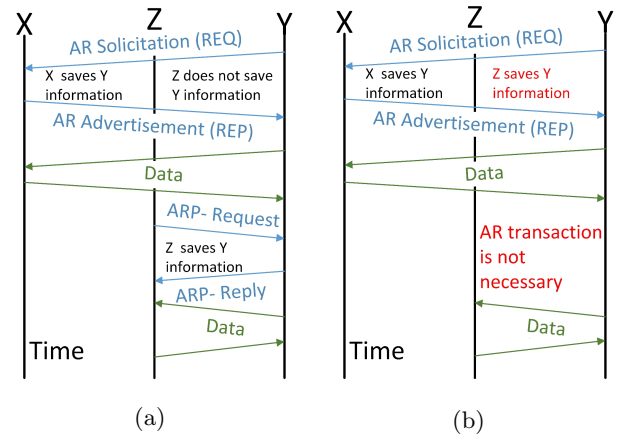 X Z Y
AR Solicitation (REQ)
X saves Y
information
Z does not save
Y information
AR Advertisement (REP)
Data
ARP- Request
Z saves Y
information
ARP- Reply
Data
Time
(a)
X Z Y
AR Solicitation (REQ)
X saves Y
information
Z saves Y
information
AR Advertisement (REP)
Data
AR transaction
is not
necessary
Data
Time
(b)